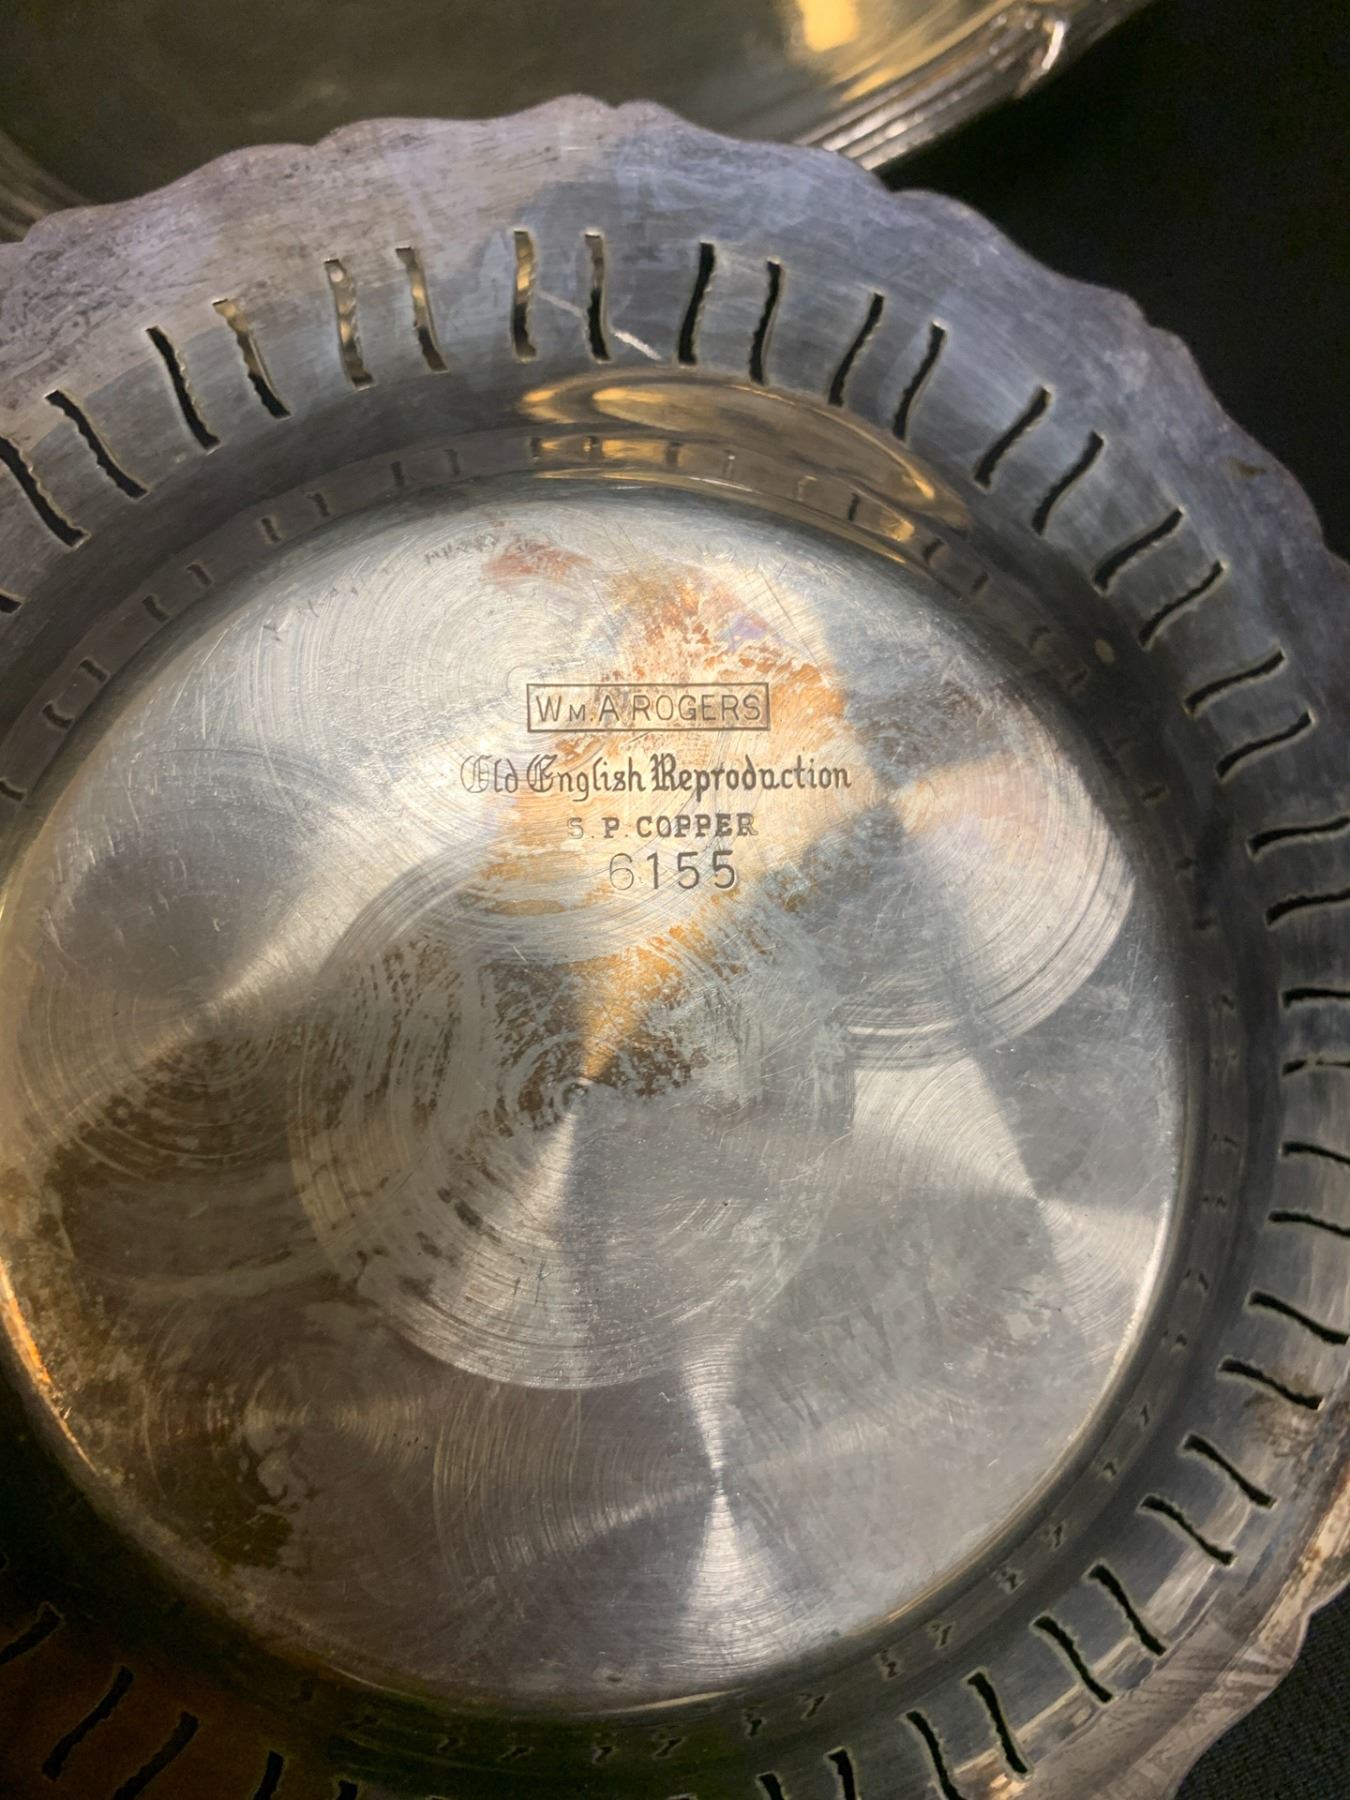 WM.A ROGERS
Old English Reproduction
S.P. COPPER
6155